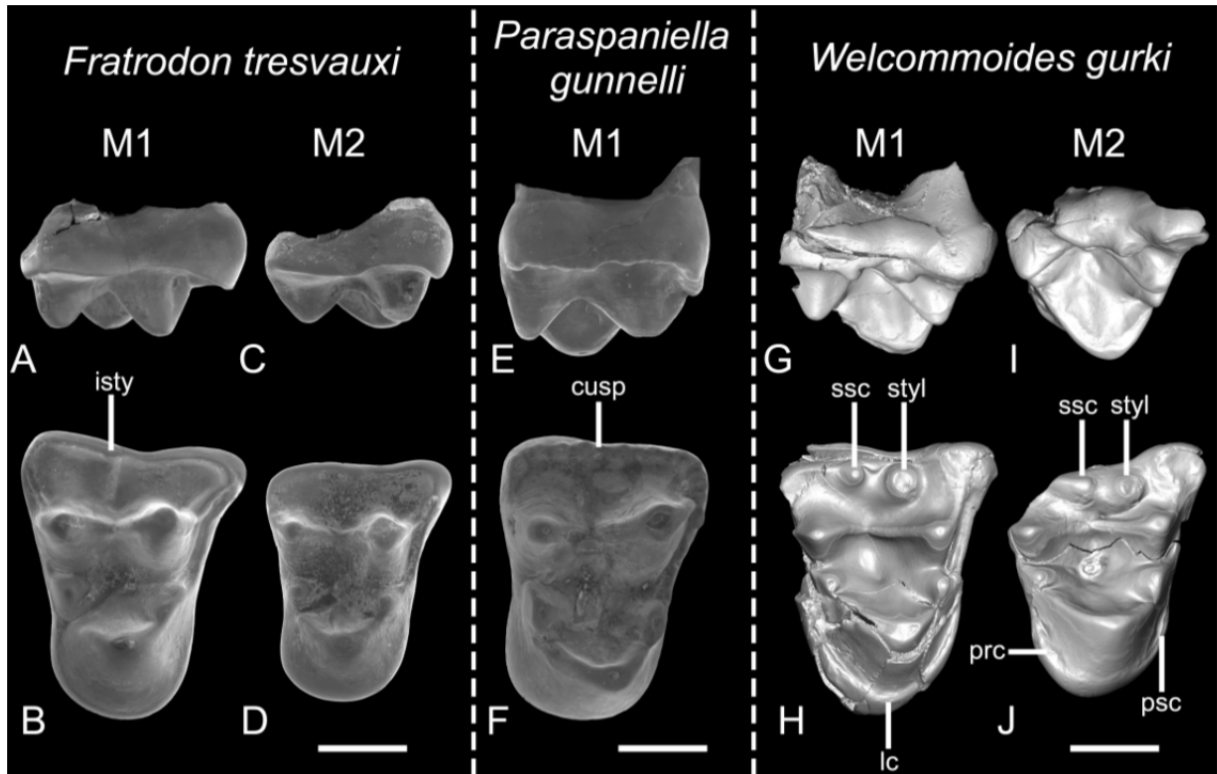 Fratrodon tresvauxi
Paraspaniella
gunnelli
Welcommoides gurki
M1
M2
M1
M1
M2
A
C
E
G
I
isty
cusp
ssc
styl
ssc
styl
prc
psc
B
D
F
H
J
lc